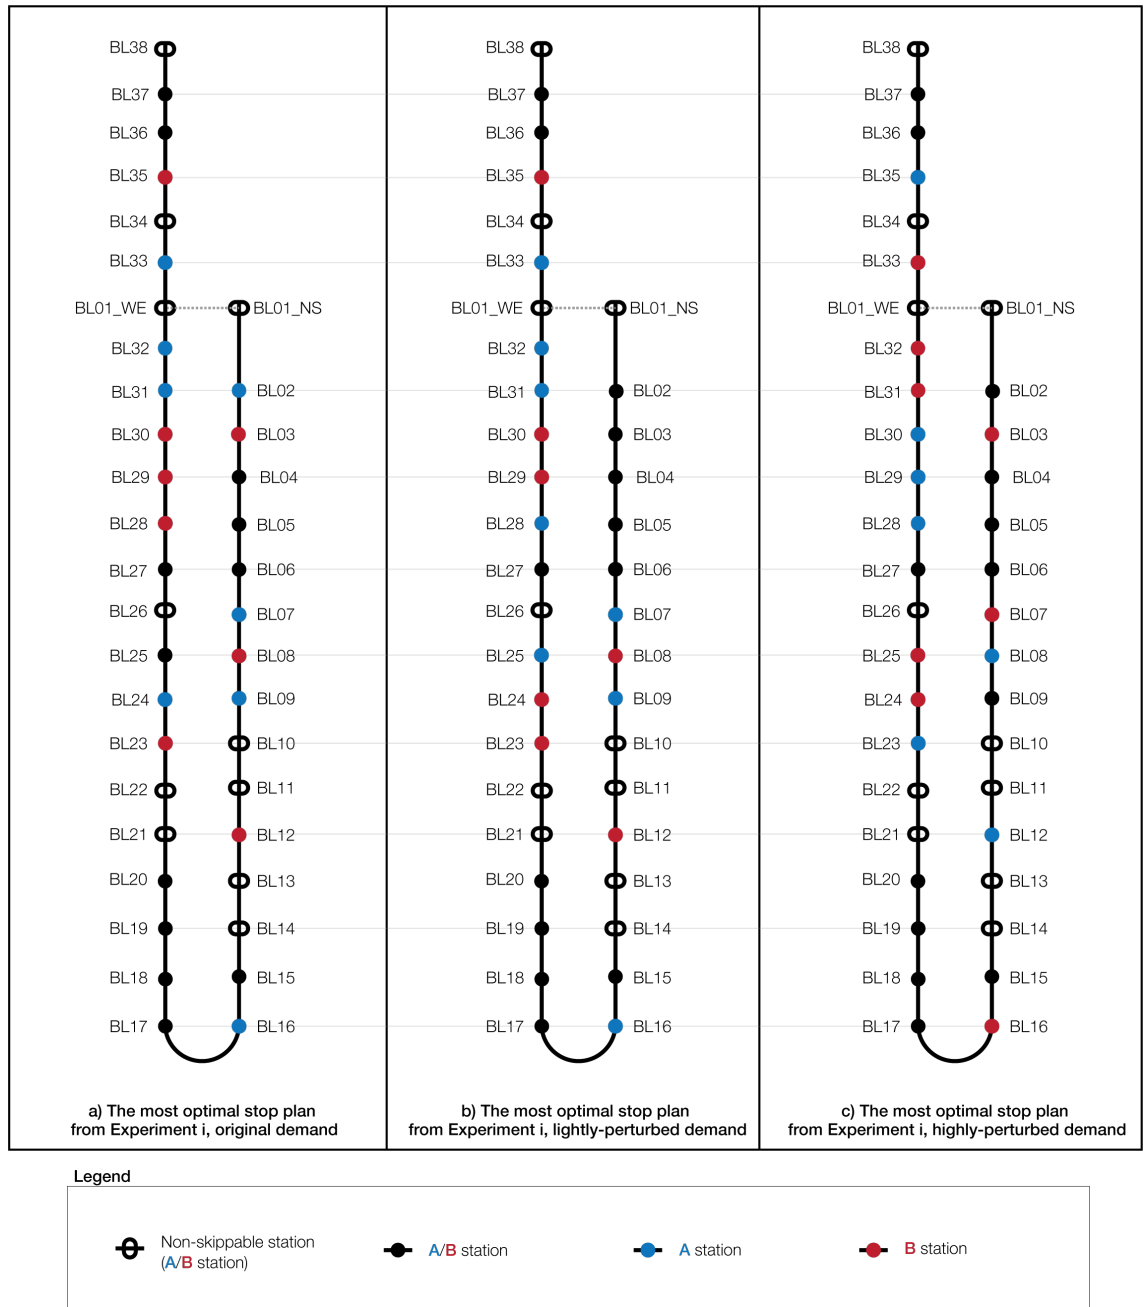 BL38
BL37
BL36
BL35
BL34
BL33
BL01_WE BL01_NS
BL32
BL31 BL02
BL30 BL03
BL29 BL04
BL28 BL05
BL27 BL06
BL26 BL07
BL25 BL08
BL24 BL09
BL23 BL10
BL22 BL11
BL21 BL12
BL20 BL13
BL19 BL14
BL18 BL15
BL17 BL16
a) The most optimal stop plan
from Experiment i, original demand
BL38
BL37
BL36
BL35
BL34
BL33
BL01_WE BL01_NS
BL32
BL31 BL02
BL30 BL03
BL29 BL04
BL28 BL05
BL27 BL06
BL26 BL07
BL25 BL08
BL24 BL09
BL23 BL10
BL22 BL11
BL21 BL12
BL20 BL13
BL19 BL14
BL18 BL15
BL17 BL16
b) The most optimal stop plan
from Experiment i, lightly-perturbed demand
BL38
BL37
BL36
BL35
BL34
BL33
BL01_WE BL01_NS
BL32
BL31 BL02
BL30 BL03
BL29 BL04
BL28 BL05
BL27 BL06
BL26 BL07
BL25 BL08
BL24 BL09
BL23 BL10
BL22 BL11
BL21 BL12
BL20 BL13
BL19 BL14
BL18 BL15
BL17 BL16
c) The most optimal stop plan
from Experiment i, highly-perturbed demand
Legend
Non-skippable station
(A/B station)
A/B station
A station
B station